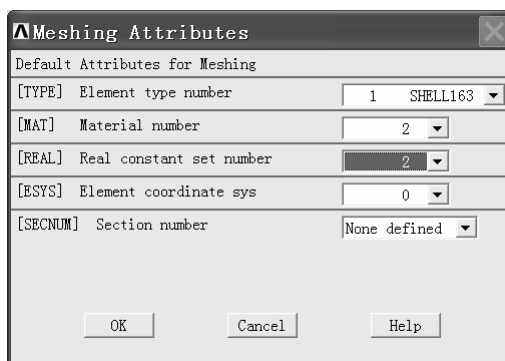 Meshing Attributes
Default Attributes for Meshing
[TYPE] Element type number 1 SHELL163
[MAT] Material number 2
[REAL] Real constant set number 2
[ESYS] Element coordinate sys 0
[SECNUM] Section number None defined
OK Cancel Help